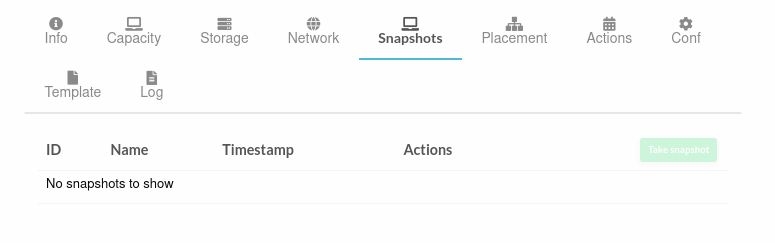 Info Capacity Storage Network Snapshots Placement Actions Conf
Template Log
ID Name Timestamp Actions Take snapshot
No snapshots to show